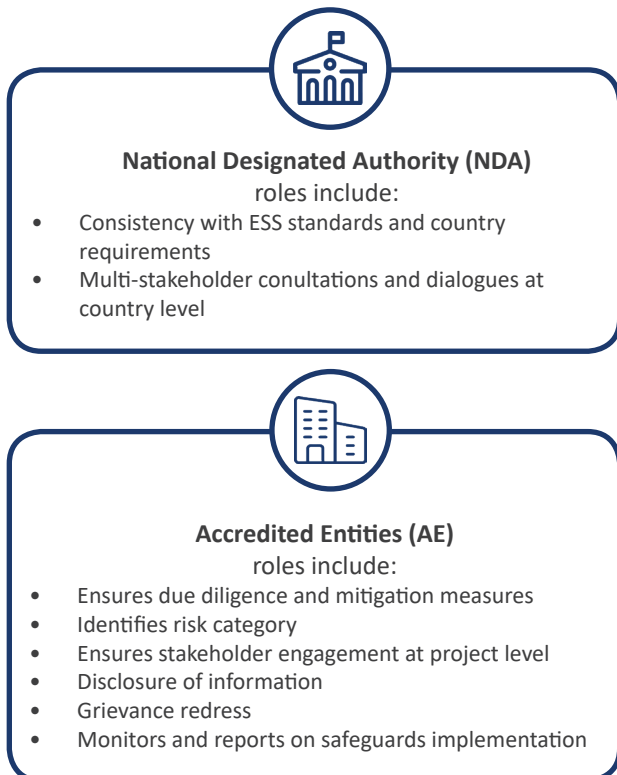 National Designated Authority (NDA)
roles include:
• Consistency with ESS standards and country
requirements
• Multi-stakeholder conultations and dialogues at
country level
Accredited Entities (AE)
roles include:
• Ensures due diligence and mitigation measures
• Identifies risk category
• Ensures stakeholder engagement at project level
• Disclosure of information
• Grievance redress
• Monitors and reports on safeguards implementation